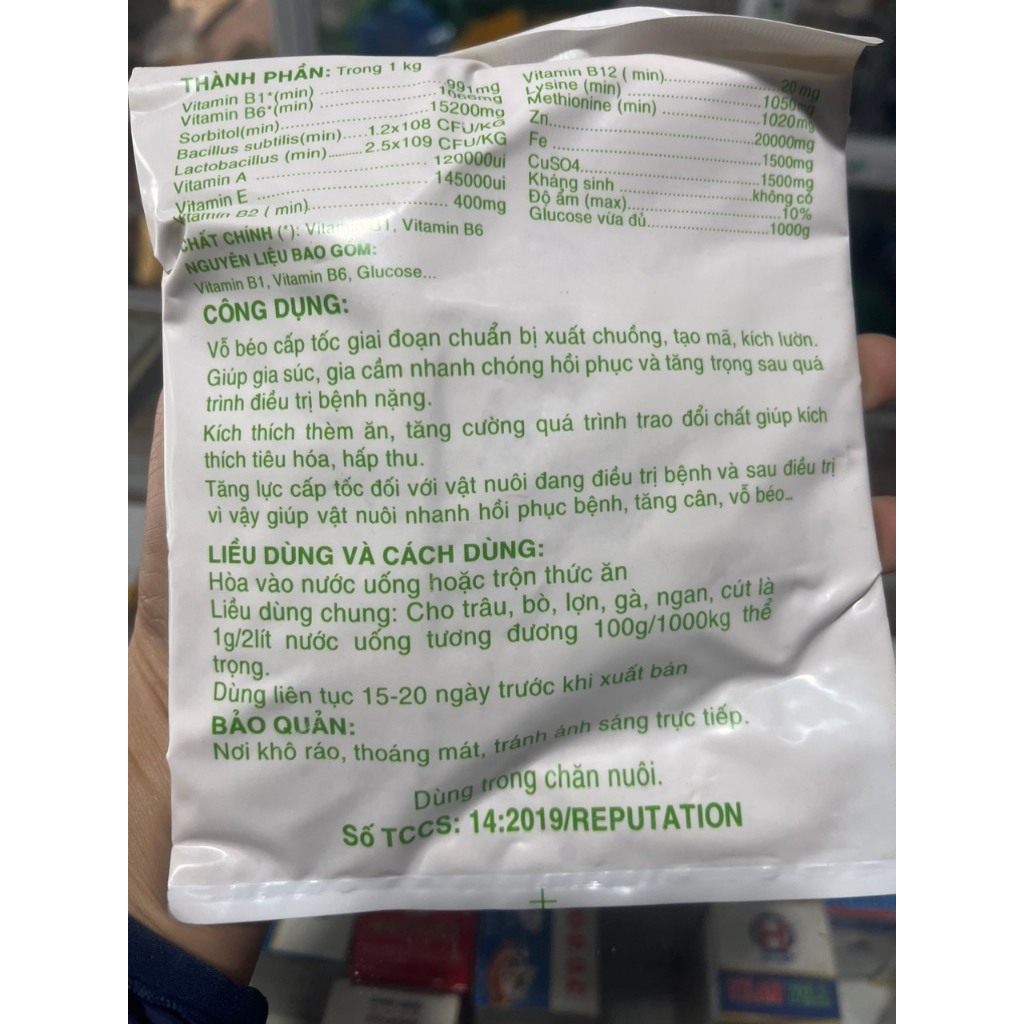 THÀNH PHẦN: Trong 1 kg
Vitamin B1*(min) ........ 991mg
Vitamin B6*(min) ........ 1066mg
Sorbitol(min)........ 15200mg
Bacillus subtilis(min)..... 1.2x108 CFU/KG
Lactobacillus (min)........ 2.5x109 CFU/KG
Vitamin A ........ 120000ui
Vitamin E ........ 145000ui
Vitamin B2 ( min)........ 400mg
Vitamin B12 ( min)........ 20mg
Lysine (min) ........ 1050mg
Methionine (min) ........ 1020mg
Zn........ 20000mg
Fe ........ 1500mg
CuSO4........ 1500mg
Kháng sinh ........ không có
Độ ẩm (max)........ 10%
Glucose vừa đủ........ 1000g
CHẤT CHÍNH (*): Vitamin B1, Vitamin B6
NGUYÊN LIỆU BAO GỒM:
Vitamin B1, Vitamin B6, Glucose...
CÔNG DỤNG:
Vỗ béo cấp tốc giai đoạn chuẩn bị xuất chuồng, tạo mã, kích lườn.
Giúp gia súc, gia cầm nhanh chóng hồi phục và tăng trọng sau quá
trình điều trị bệnh nặng.
Kích thích thèm ăn, tăng cường quá trình trao đổi chất giúp kích
thích tiêu hóa, hấp thu.
Tăng lực cấp tốc đối với vật nuôi đang điều trị bệnh và sau điều trị
vì vậy giúp vật nuôi nhanh hồi phục bệnh, tăng cân, vỗ béo...
LIỀU DÙNG VÀ CÁCH DÙNG:
Hòa vào nước uống hoặc trộn thức ăn
Liều dùng chung: Cho trâu, bò, lợn, gà, ngan, cút là
1g/2lít nước uống tương đương 100g/1000kg thể
trọng.
Dùng liên tục 15-20 ngày trước khi xuất bán
BẢO QUẢN:
Nơi khô ráo, thoáng mát, tránh ánh sáng trực tiếp.
Dùng trong chăn nuôi.
Số TCCS: 14:2019/REPUTATION